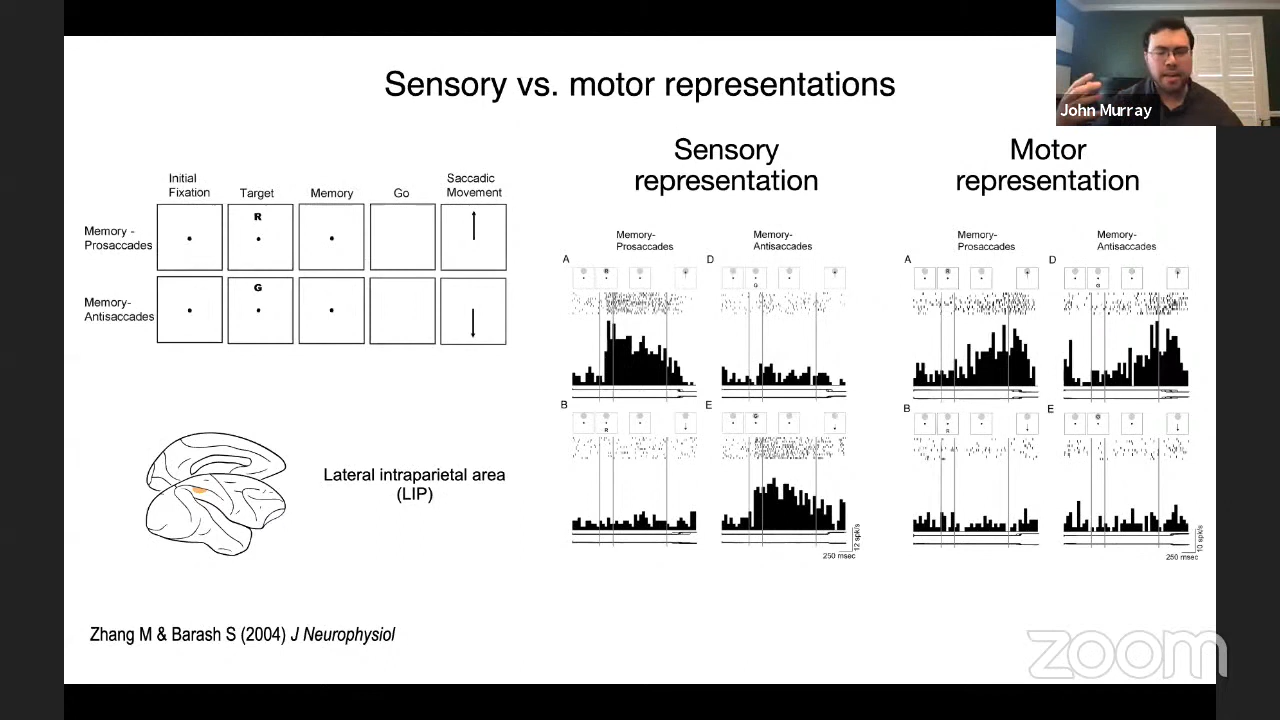 Sensory vs. motor representations
John Murray
Initial
Fixation
Target
Memory
Go
Saccadic
Movement
Memory -
Prosaccades
R
Memory-
Antisaccades
G
Lateral intraparietal area
(LIP)
Zhang M & Barash S (2004) J Neurophysiol
Sensory
representation
Memory-
Prosaccades
Memory-
Antisaccades
A
D
R
G
B
E
R
G
12 spk/s
250 msec
Motor
representation
Memory-
Prosaccades
Memory-
Antisaccades
A
D
R
G
B
E
R
G
10 spk/s
250 msec
zoom